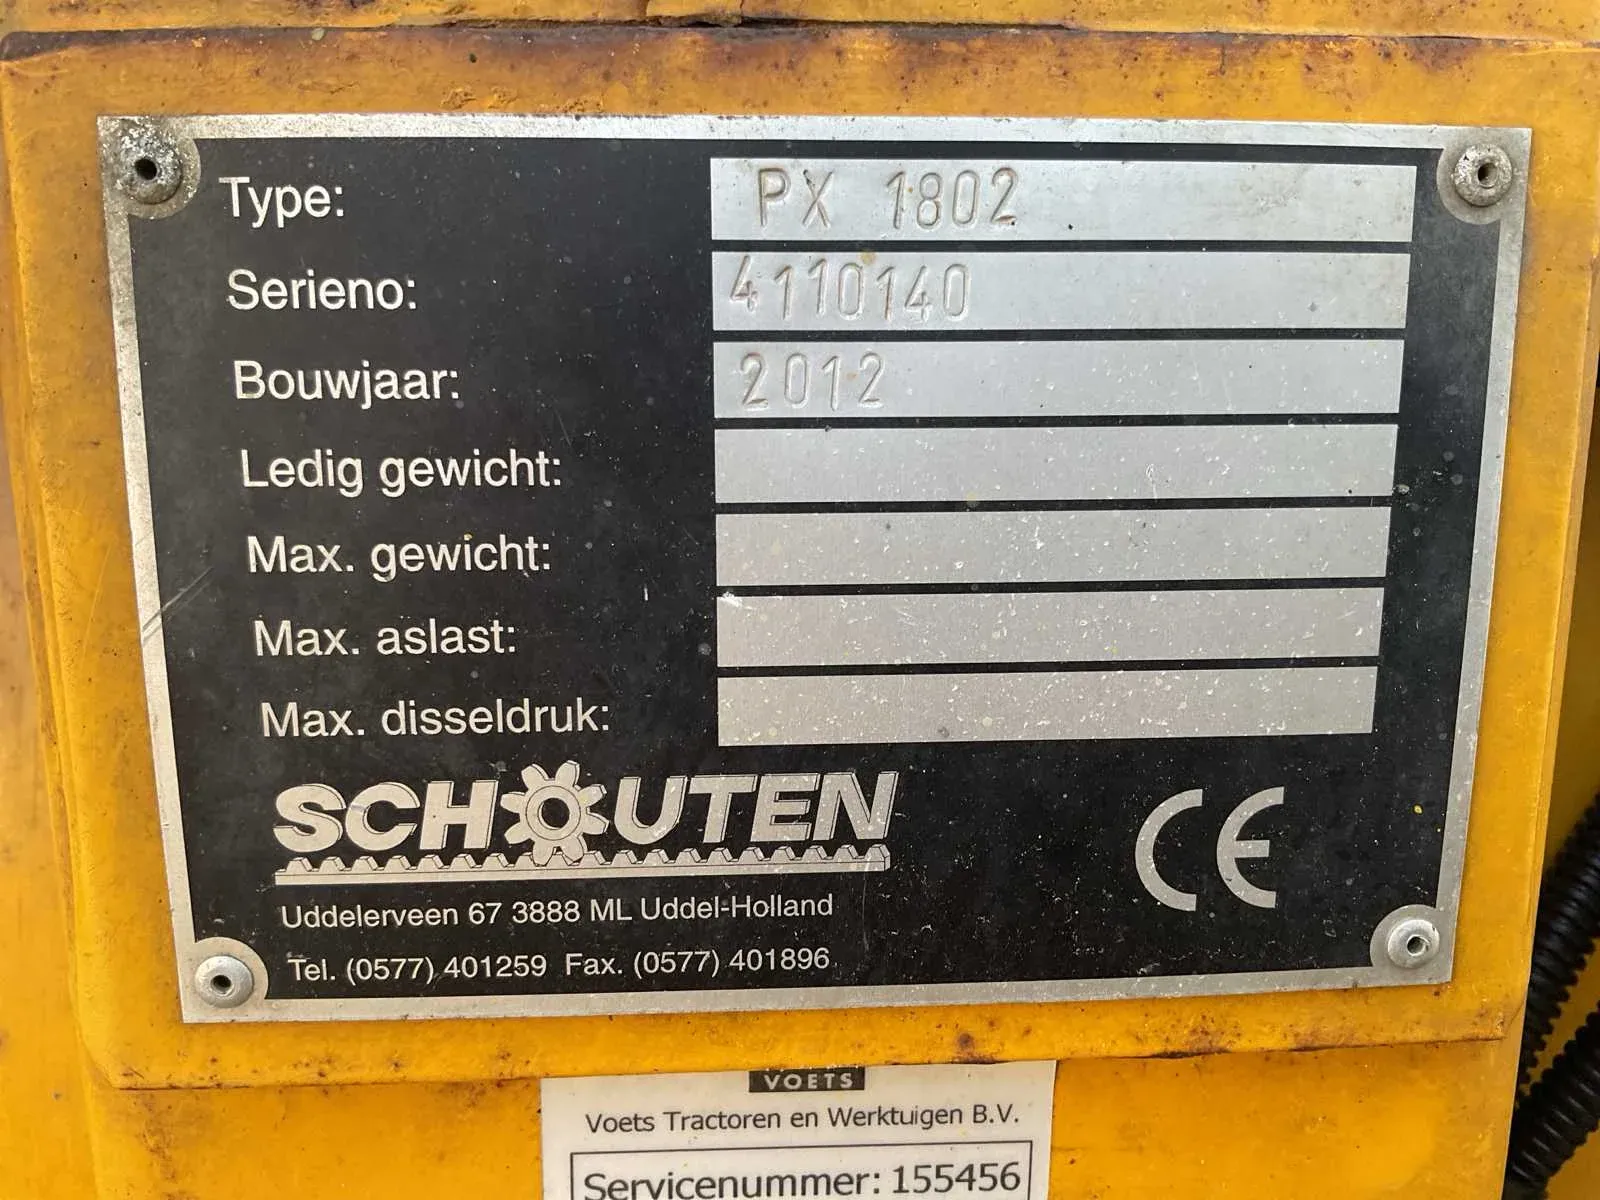 Type: PX 1802
Serieno: 4110140
Bouwjaar: 2012
Ledig gewicht:
Max. gewicht:
Max. aslast:
Max. disseldruk:
SCHOUTEN
CE
Uddelerveen 67 3888 ML Uddel-Holland
Tel. (0577) 401259 Fax. (0577) 401896
VOETS
Voets Tractoren en Werktuigen B.V.
Servicenummer: 155456